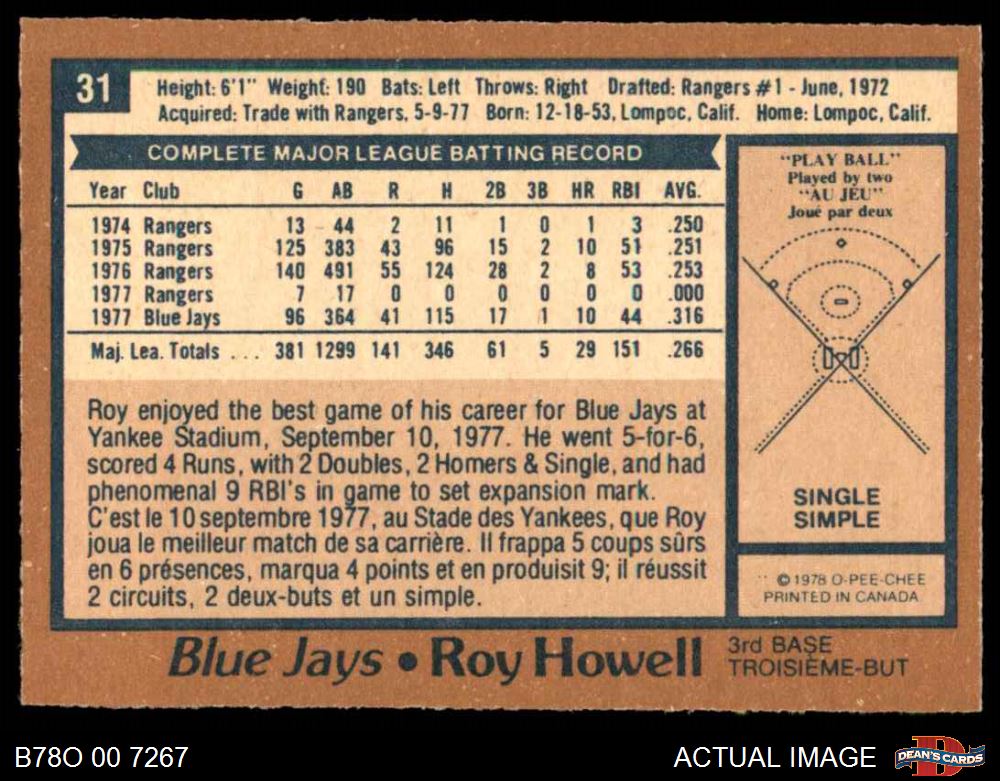 31
Height: 6'1" Weight: 190 Bats: Left Throws: Right Drafted: Rangers #1 - June, 1972
Acquired: Trade with Rangers, 5-9-77 Born: 12-18-53, Lompoc, Calif. Home: Lompoc, Calif.
COMPLETE MAJOR LEAGUE BATTING RECORD
Year Club G AB R H 2B 3B HR RBI AVG.
1974 Rangers 13 44 2 11 1 0 1 3 .250
1975 Rangers 125 383 43 96 15 2 10 51 .251
1976 Rangers 140 491 55 124 28 2 8 53 .253
1977 Rangers 7 17 0 0 0 0 0 0 .000
1977 Blue Jays 96 364 41 115 17 1 10 44 .316
Maj. Lea. Totals ... 381 1299 141 346 61 5 29 151 .266
Roy enjoyed the best game of his career for Blue Jays at
Yankee Stadium, September 10, 1977. He went 5-for-6,
scored 4 Runs, with 2 Doubles, 2 Homers & Single, and had
phenomenal 9 RBI's in game to set expansion mark.
C'est le 10 septembre 1977, au Stade des Yankees, que Roy
joua le meilleur match de sa carrière. Il frappa 5 coups sûrs
en 6 présences, marqua 4 points et en produisit 9; il réussit
2 circuits, 2 deux-buts et un simple.
"PLAY BALL"
Played by two
"AU JEU"
Joué par deux
SINGLE
SIMPLE
© 1978 O-PEE-CHEE
PRINTED IN CANADA
Blue Jays • Roy Howell
3rd BASE
TROISIÈME-BUT
B78O 00 7267
ACTUAL IMAGE
DEAN'S CARDS